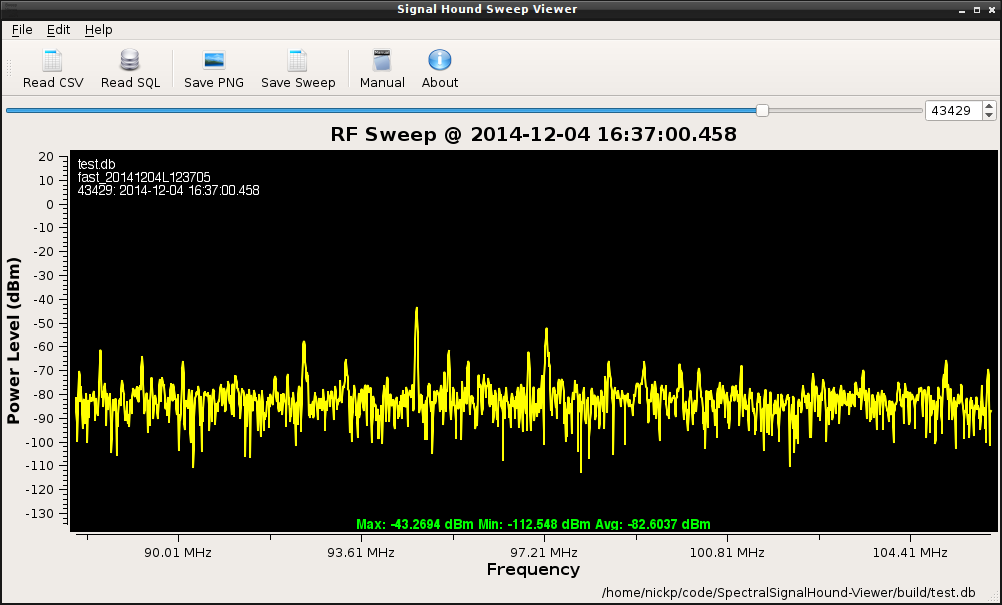 Signal Hound Sweep Viewer
File Edit Help
Read CSV Read SQL Save PNG Save Sweep Manual About
43429
RF Sweep @ 2014-12-04 16:37:00.458
test.db
fast_20141204L123705
43429: 2014-12-04 16:37:00.458
20
10
0
-10
-20
-30
-40
-50
-60
-70
-80
-90
-100
-110
-120
-130
Power Level (dBm)
Max: -43.2694 dBm Min: -112.548 dBm Avg: -82.6037 dBm
90.01 MHz 93.61 MHz 97.21 MHz 100.81 MHz 104.41 MHz
Frequency
/home/nickp/code/SpectralSignalHound-Viewer/build/test.db